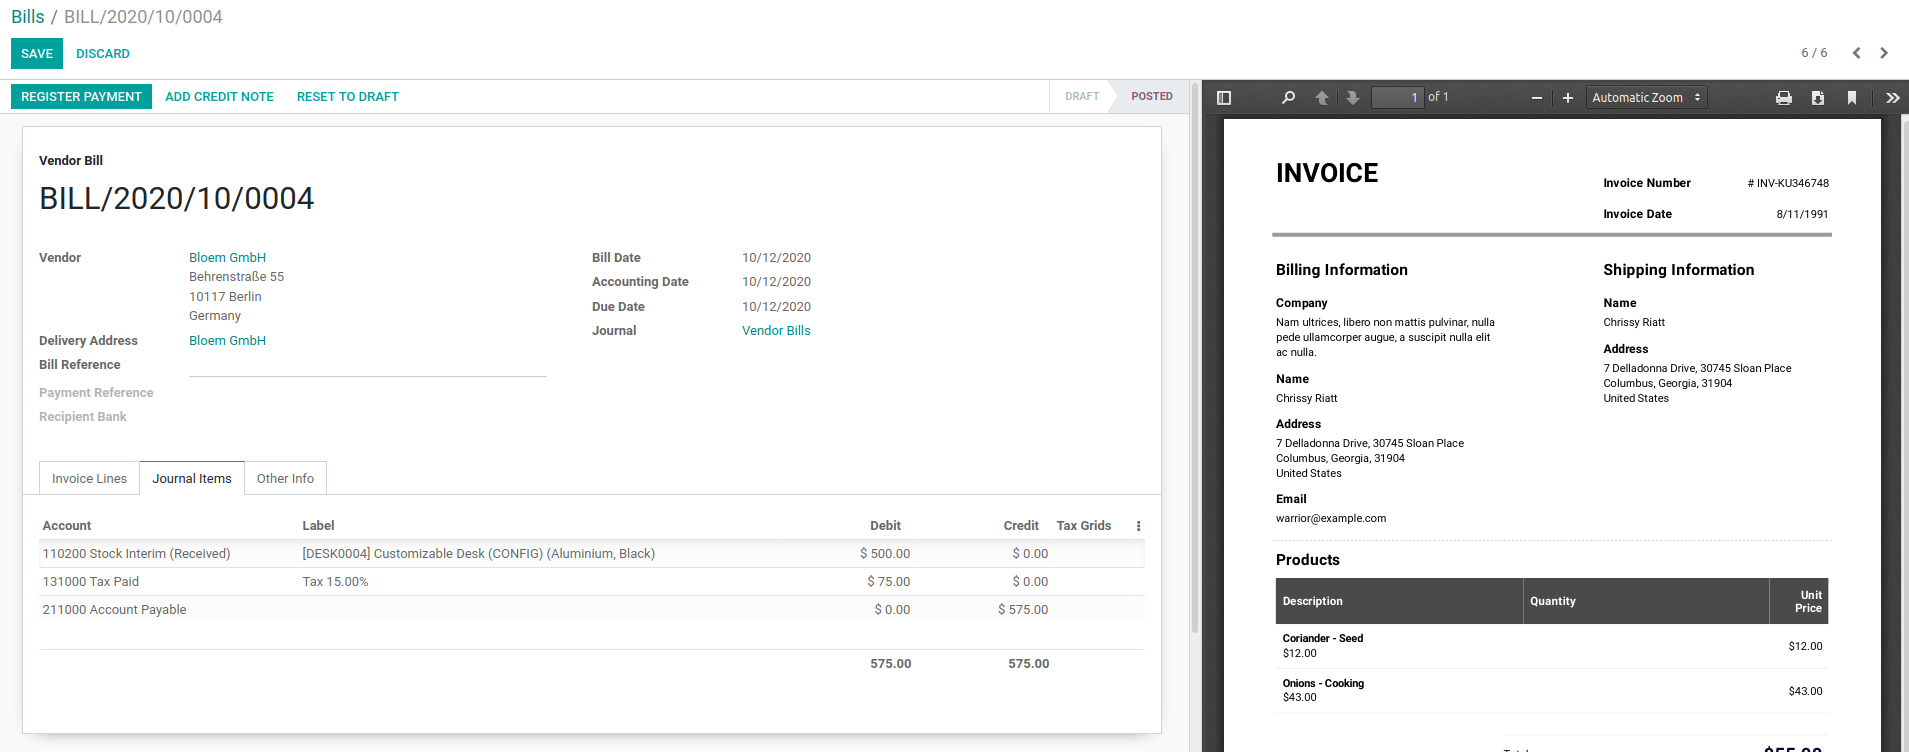 Bills / BILL/2020/10/0004
SAVE DISCARD
6 / 6
REGISTER PAYMENT ADD CREDIT NOTE RESET TO DRAFT
DRAFT POSTED
Vendor Bill
BILL/2020/10/0004
Vendor Bloem GmbH
Behrenstraße 55
10117 Berlin
Germany
Delivery Address Bloem GmbH
Bill Reference
Payment Reference
Recipient Bank
Bill Date 10/12/2020
Accounting Date 10/12/2020
Due Date 10/12/2020
Journal Vendor Bills
Invoice Lines Journal Items Other Info
Account Label Debit Credit Tax Grids
110200 Stock Interim (Received) [DESK0004] Customizable Desk (CONFIG) (Aluminium, Black) $ 500.00 $ 0.00
131000 Tax Paid Tax 15.00% $ 75.00 $ 0.00
211000 Account Payable $ 0.00 $ 575.00
575.00 575.00
1 of 1 Automatic Zoom
INVOICE
Invoice Number # INV-KU346748
Invoice Date 8/11/1991
Billing Information
Company
Nam ultrices, libero non mattis pulvinar, nulla
pede ullamcorper augue, a suscipit nulla elit
ac nulla.
Name
Chrissy Riatt
Address
7 Delladonna Drive, 30745 Sloan Place
Columbus, Georgia, 31904
United States
Email
warrior@example.com
Shipping Information
Name
Chrissy Riatt
Address
7 Delladonna Drive, 30745 Sloan Place
Columbus, Georgia, 31904
United States
Products
Description Quantity Unit
Price
Coriander - Seed
$12.00 $12.00
Onions - Cooking
$43.00 $43.00